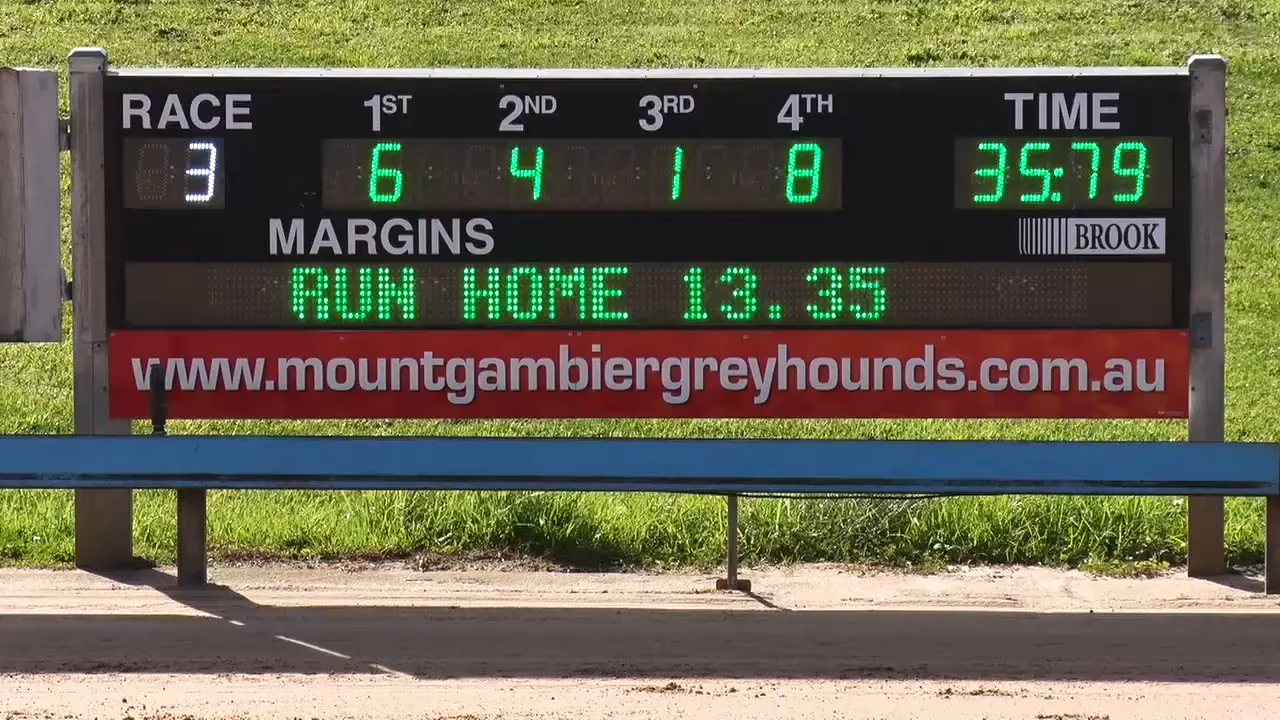 RACE 1ST 2ND 3RD 4TH TIME
3 6 4 1 8 35:79
MARGINS BROOK
RUN HOME 13.35
www.mountgambiergreyhounds.com.au